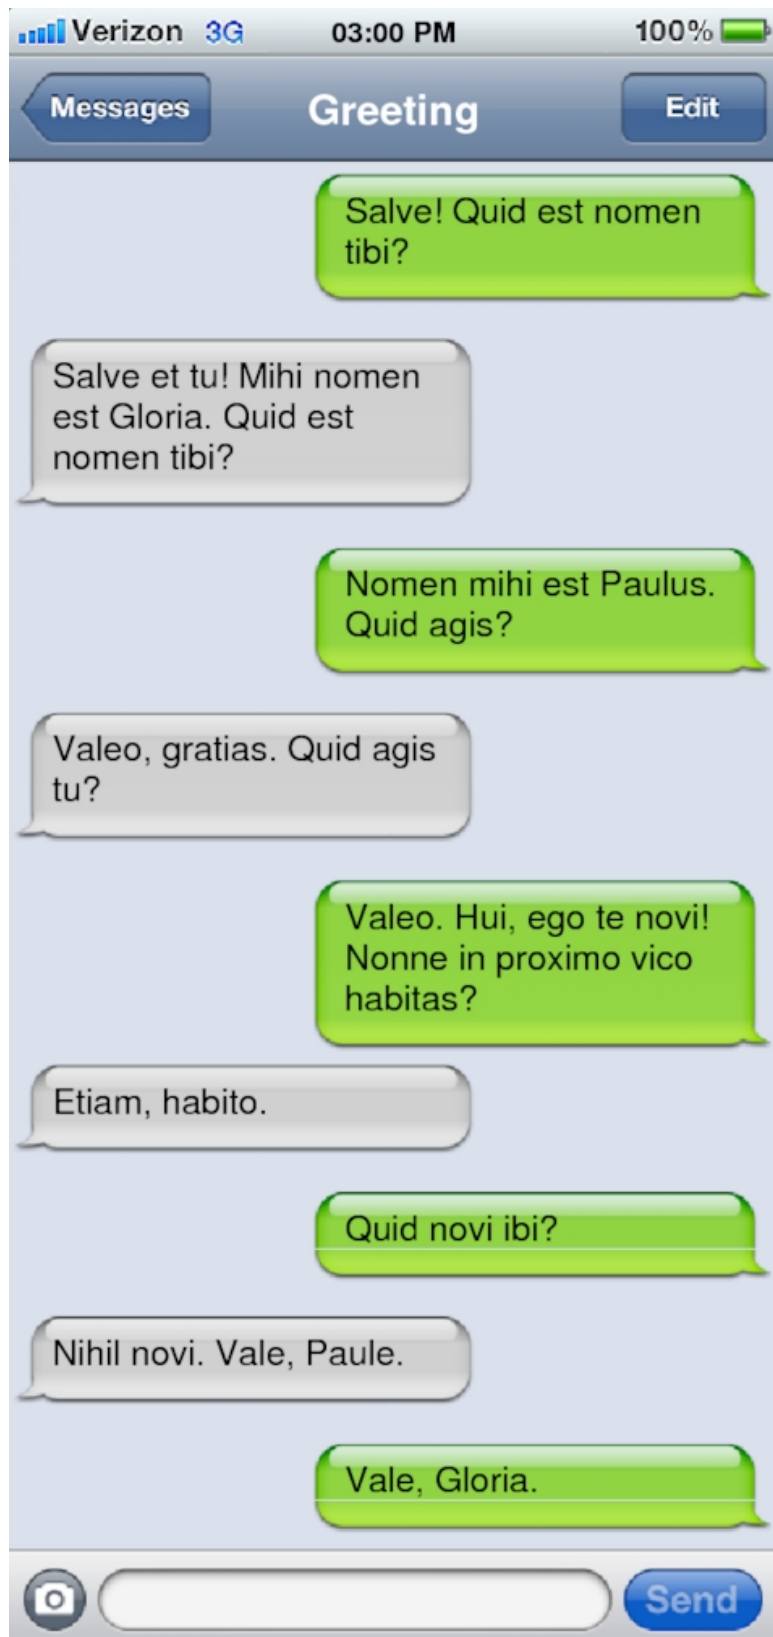 Verizon 3G 03:00 PM 100%
Messages Greeting Edit
Salve! Quid est nomen
tibi?
Salve et tu! Mihi nomen
est Gloria. Quid est
nomen tibi?
Nomen mihi est Paulus.
Quid agis?
Valeo, gratias. Quid agis
tu?
Valeo. Hui, ego te novi!
Nonne in proximo vico
habitas?
Etiam, habito.
Quid novi ibi?
Nihil novi. Vale, Paule.
Vale, Gloria.
Send